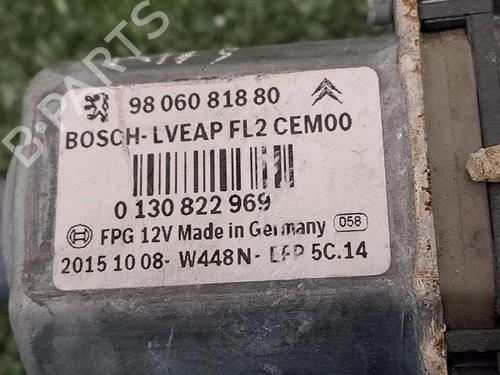 98 060 818 80
BOSCH- LVEAP FL2 CEM00
0 130 822 969
FPG 12V Made in Germany 058
2015 10 08- W448N- EFP 5C.14
B-PARTS